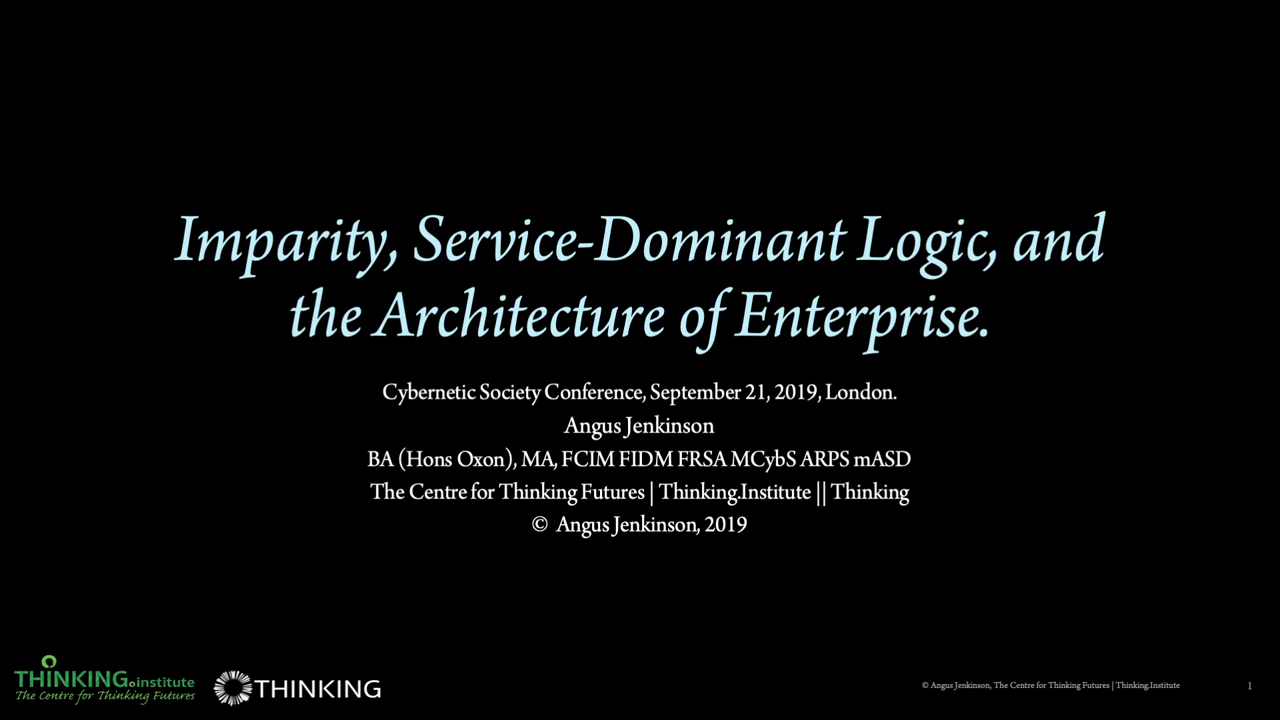 Imparity, Service-Dominant Logic, and
the Architecture of Enterprise.
Cybernetic Society Conference, September 21, 2019, London.
Angus Jenkinson
BA (Hons Oxon), MA, FCIM FIDM FRSA MCybS ARPS mASD
The Centre for Thinking Futures | Thinking.Institute || Thinking
© Angus Jenkinson, 2019
THINKING.institute
The Centre for Thinking Futures
THINKING
© Angus Jenkinson, The Centre for Thinking Futures | Thinking.Institute
1